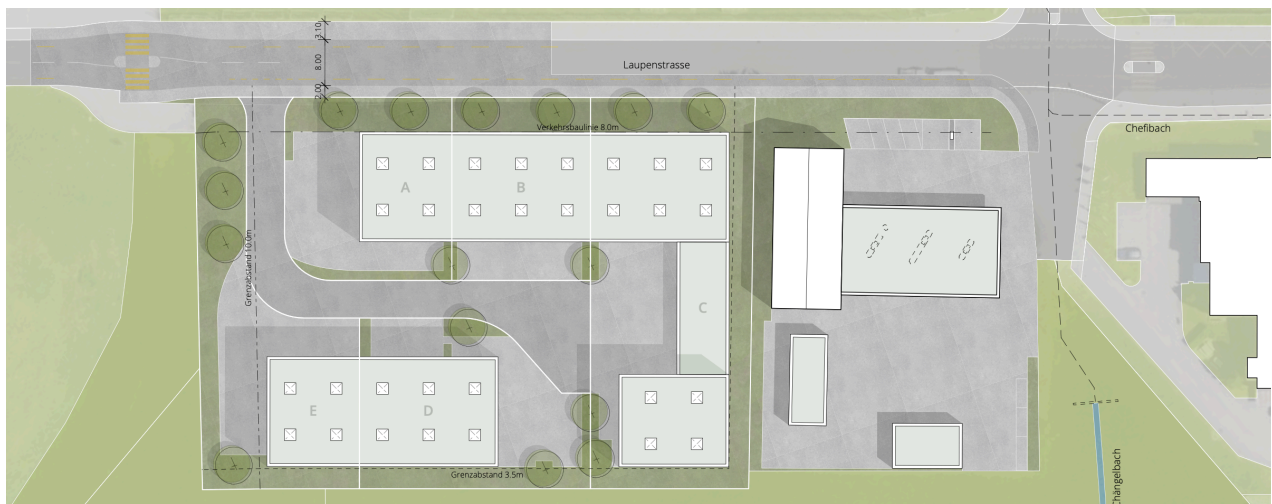 3.10
8.00
2.00
Laupenstrasse
Verkehrsbaulinie 8.0m
Chefibach
A
B
Grenzabstand 10.0m
C
E
D
Grenzabstand 3.5m
Chängelbach